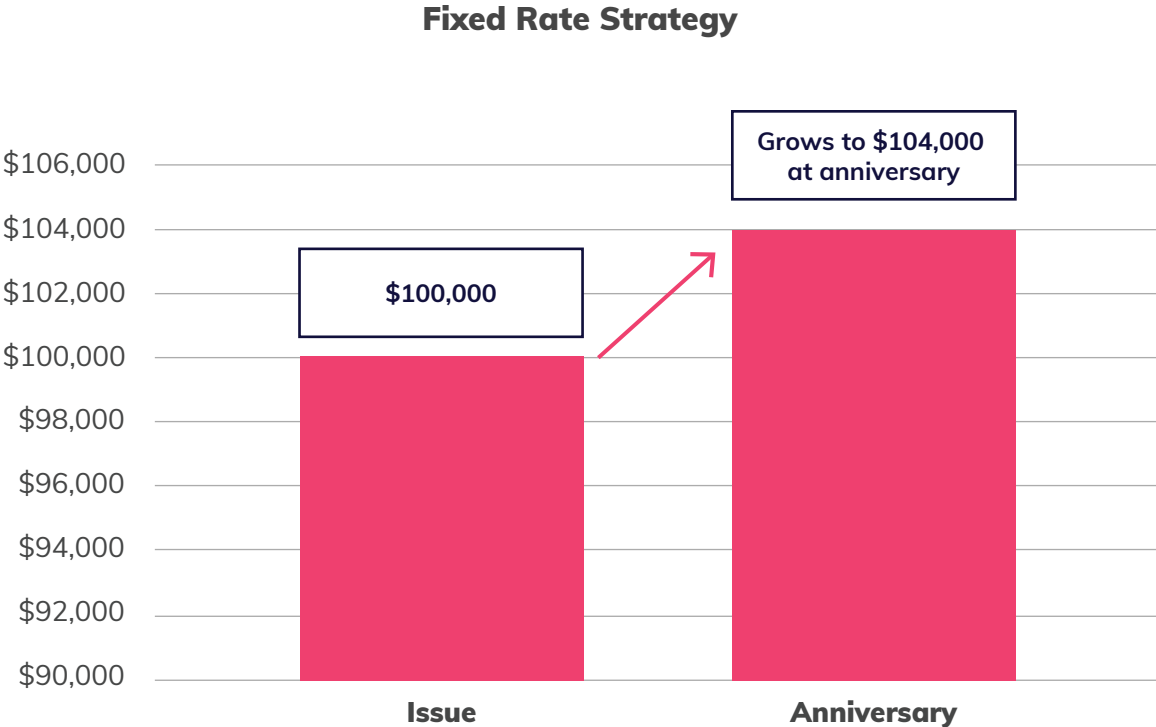 Fixed Rate Strategy
Grows to $104,000
at anniversary
$106,000
$104,000
$102,000
$100,000
$100,000
$98,000
$96,000
$94,000
$92,000
$90,000
Issue
Anniversary